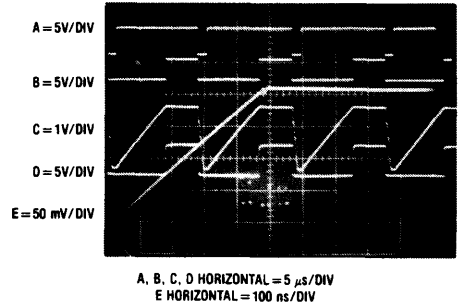 A = 5V/DIV
B = 5V/DIV
C = 1V/DIV
D = 5V/DIV
E = 50 mV/DIV
A, B, C, D HORIZONTAL = 5 µs/DIV
E HORIZONTAL = 100 ns/DIV